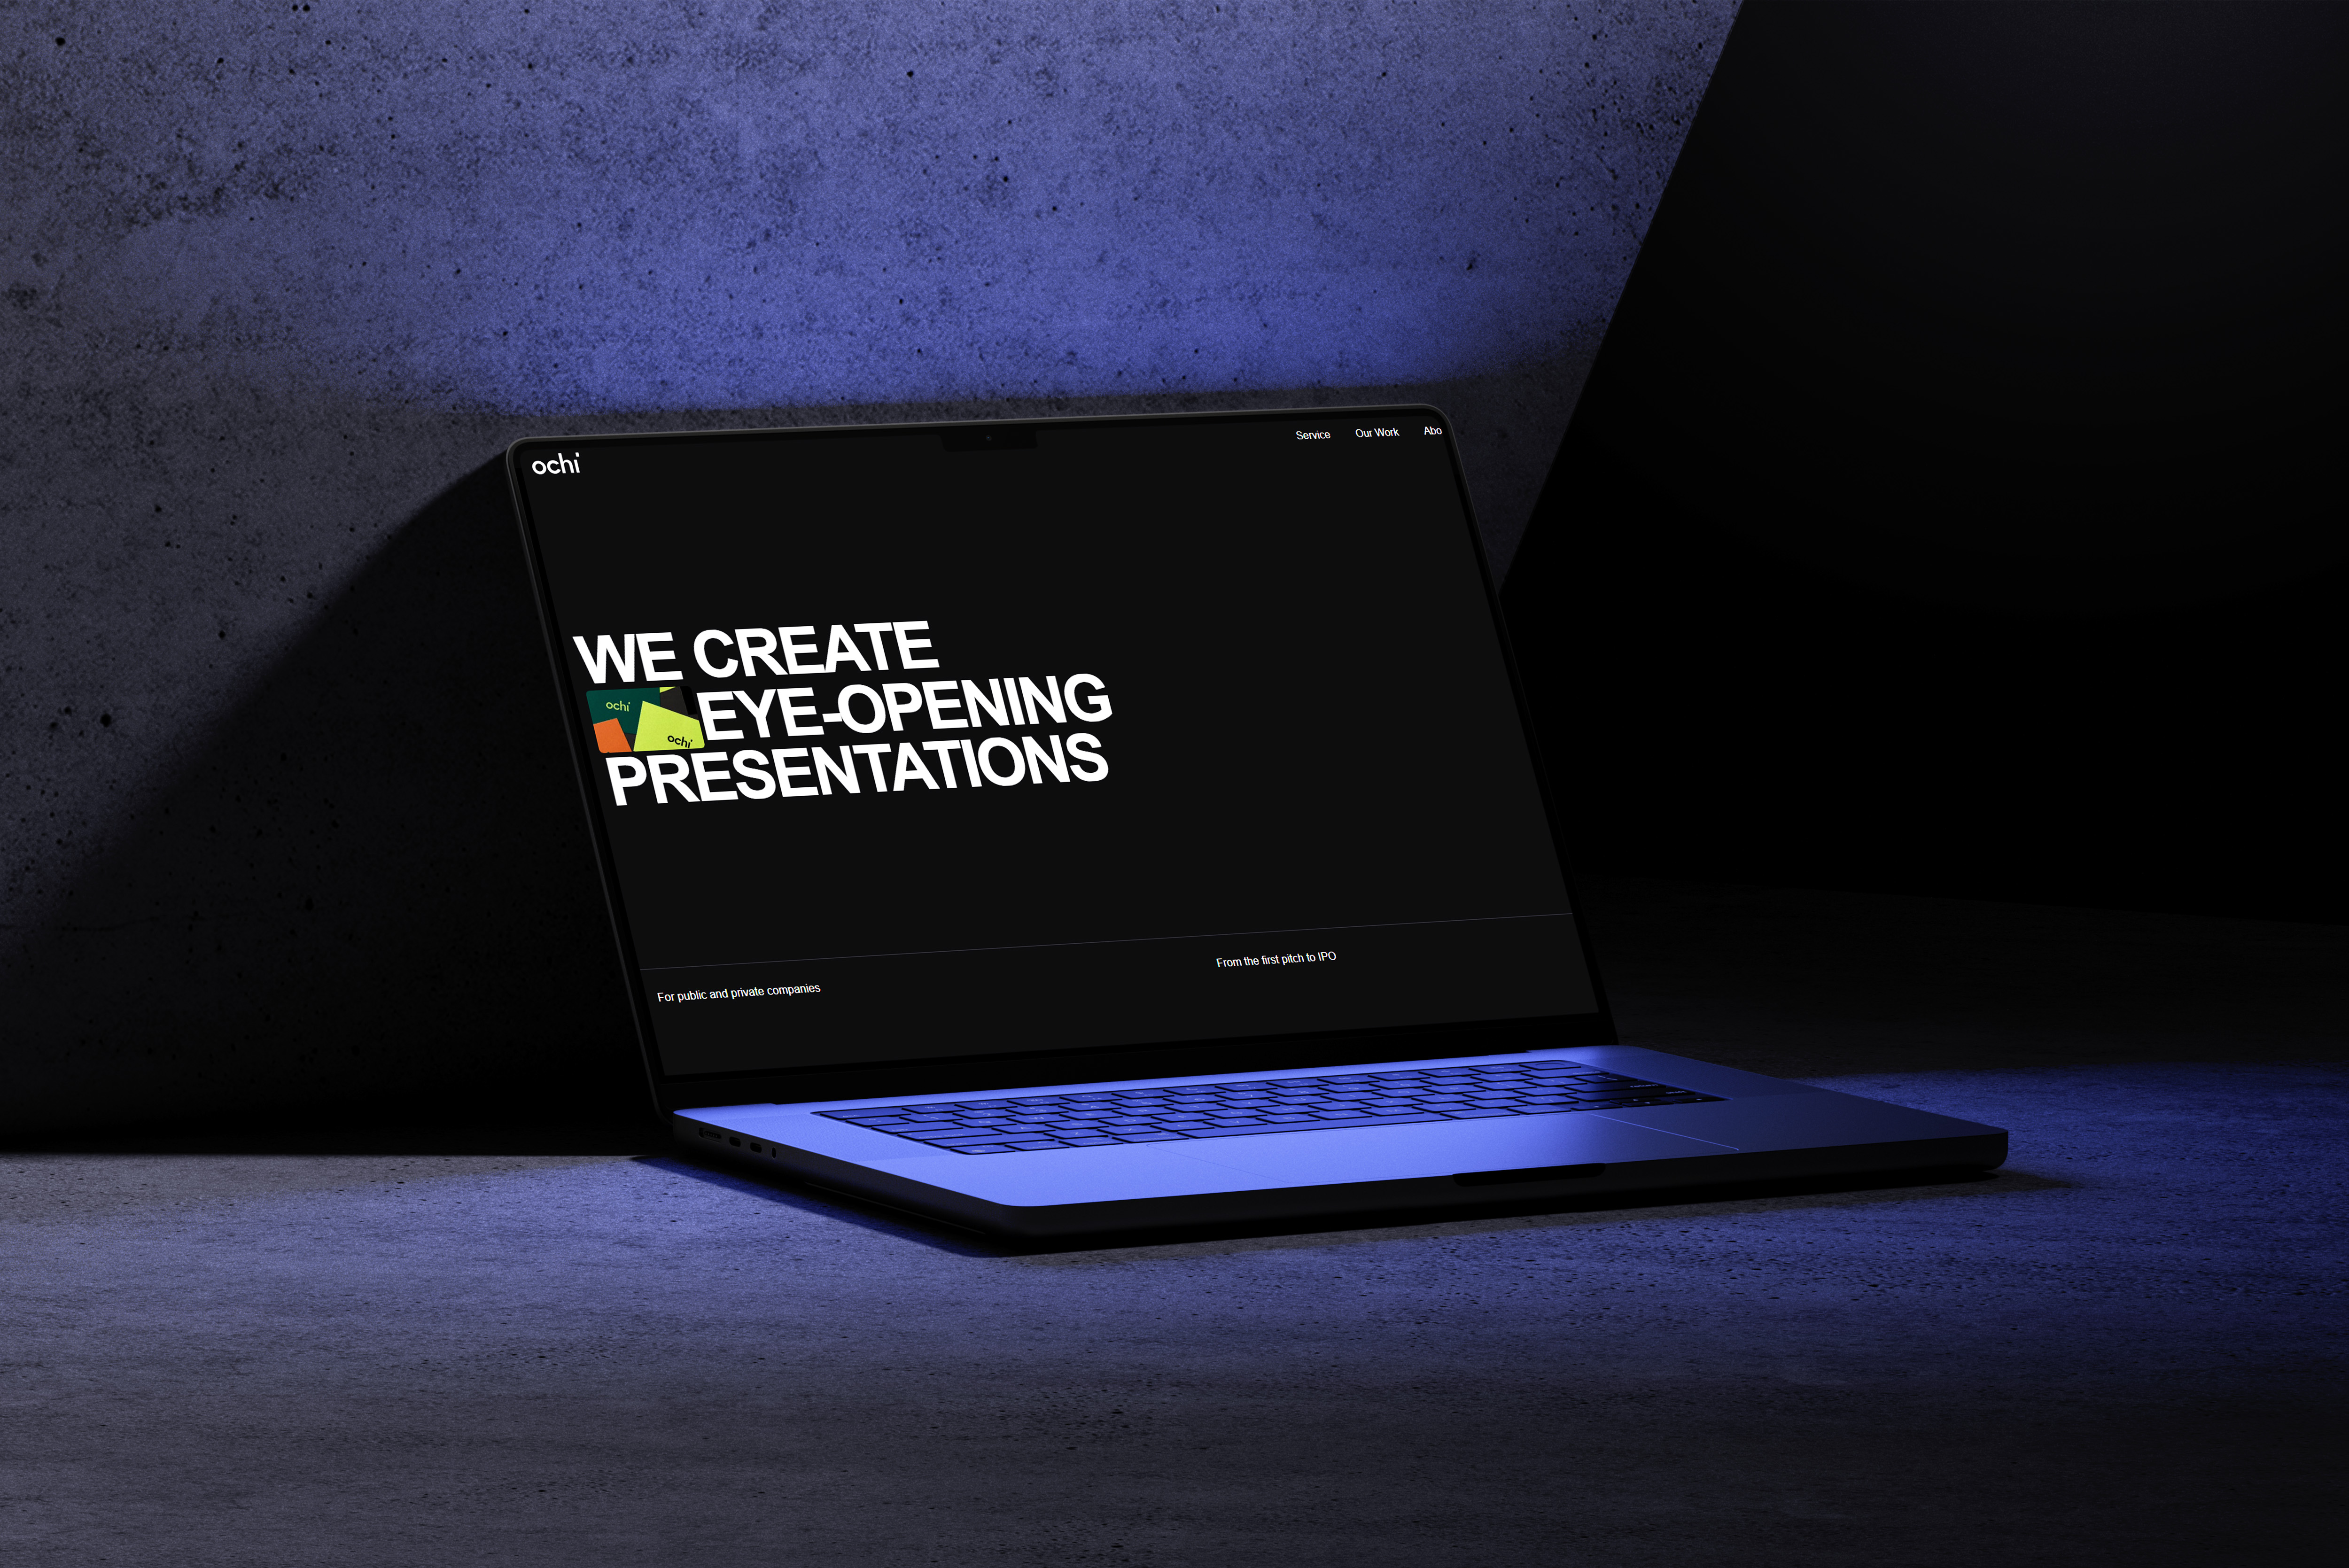 ochi
Service Our Work Abo
WE CREATE
ochi
EYE-OPENING
ochi
PRESENTATIONS
For public and private companies
From the first pitch to IPO